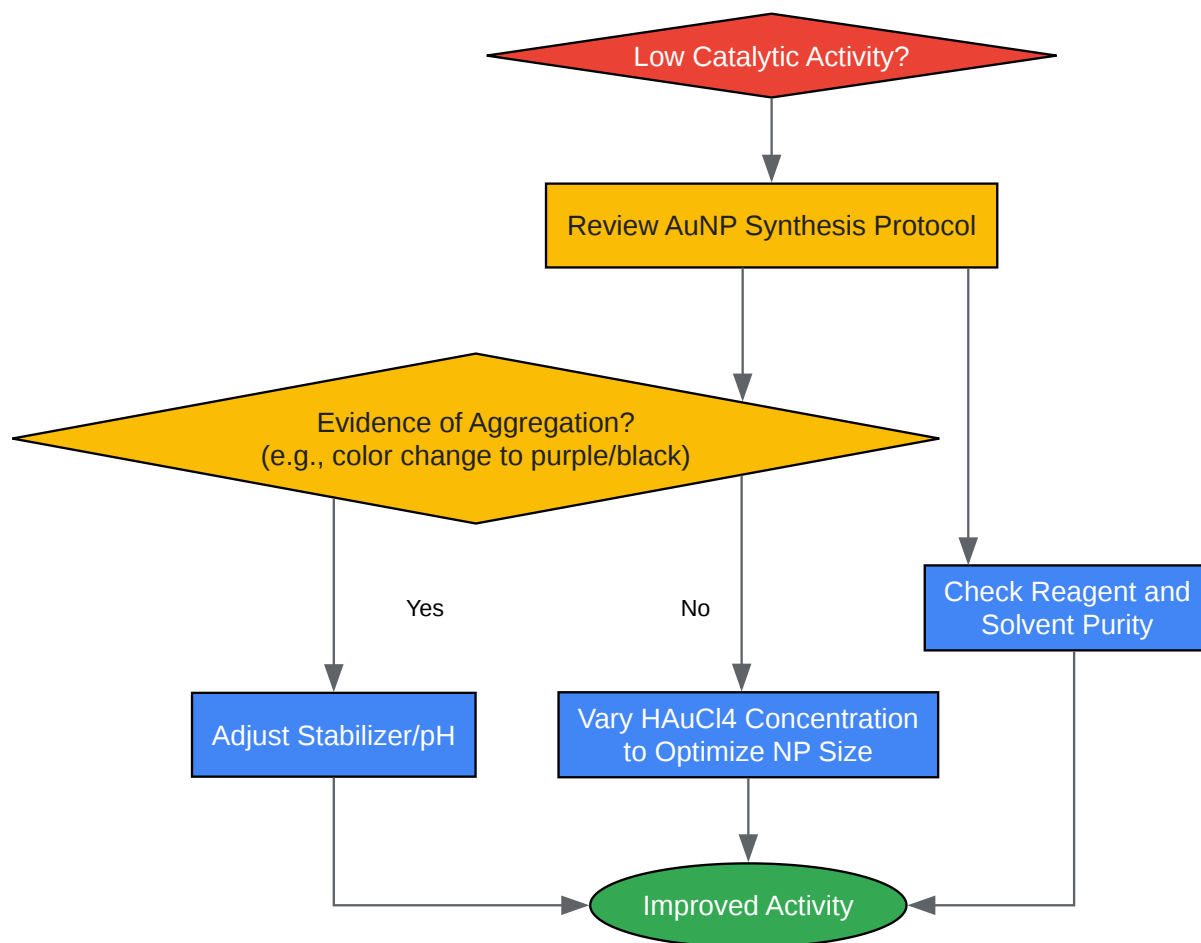 Low Catalytic Activity?
Review AuNP Synthesis Protocol
Evidence of Aggregation?
(e.g., color change to purple/black)
Check Reagent and
Solvent Purity
Yes
No
Adjust Stabilizer/pH
Vary HAuCl4 Concentration
to Optimize NP Size
Improved Activity